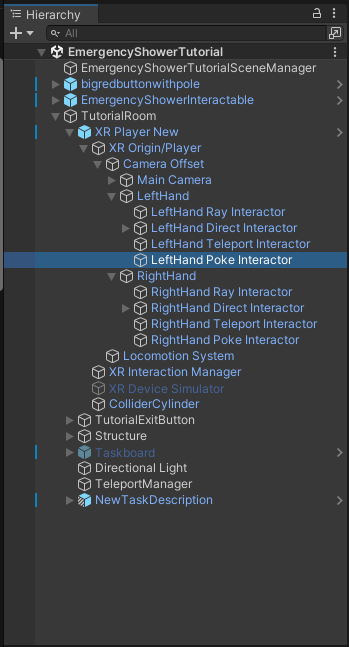 Hierarchy
All
EmergencyShowerTutorial
EmergencyShowerTutorialSceneManager
bigredbuttonwithpole
EmergencyShowerInteractable
TutorialRoom
XR Player New
XR Origin/Player
Camera Offset
Main Camera
LeftHand
LeftHand Ray Interactor
LeftHand Direct Interactor
LeftHand Teleport Interactor
LeftHand Poke Interactor
RightHand
RightHand Ray Interactor
RightHand Direct Interactor
RightHand Teleport Interactor
RightHand Poke Interactor
Locomotion System
XR Interaction Manager
XR Device Simulator
ColliderCylinder
TutorialExitButton
Structure
Taskboard
Directional Light
TeleportManager
NewTaskDescription